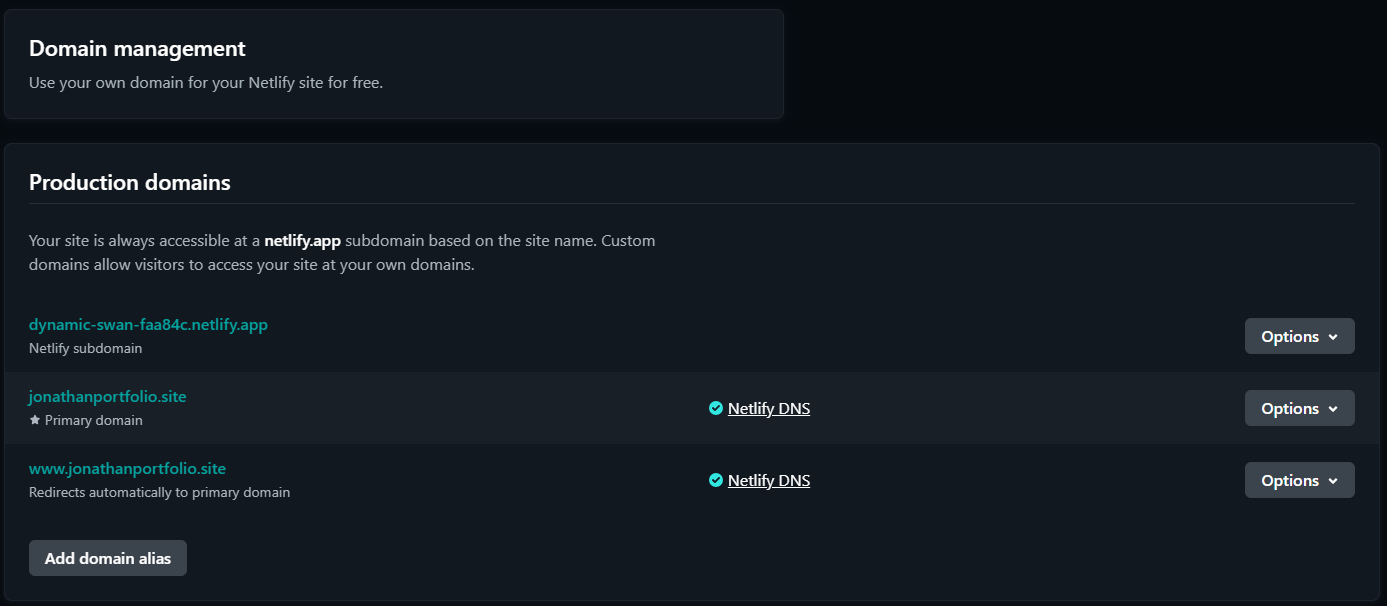 Domain management
Use your own domain for your Netlify site for free.
Production domains
Your site is always accessible at a netlify.app subdomain based on the site name. Custom
domains allow visitors to access your site at your own domains.
dynamic-swan-faa84c.netlify.app
Netlify subdomain
Options
jonathanportfolio.site
Primary domain
Netlify DNS
Options
www.jonathanportfolio.site
Redirects automatically to primary domain
Netlify DNS
Options
Add domain alias